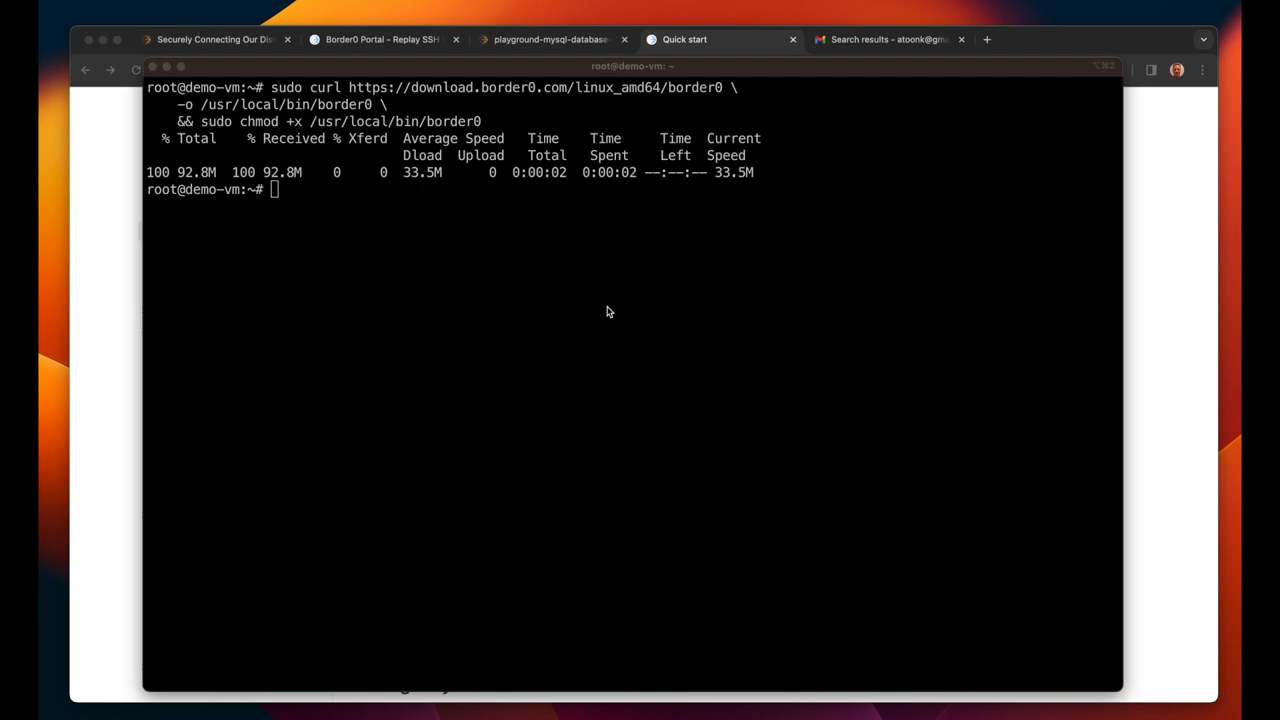 Securely Connecting Our Dis
Border0 Portal - Replay SSH
playground-mysql-database-
Quick start
Search results - atoonk@gma
root@demo-vm: ~
⌥⌘2
root@demo-vm:~# sudo curl https://download.border0.com/linux_amd64/border0 \
-o /usr/local/bin/border0 \
&& sudo chmod +x /usr/local/bin/border0
% Total % Received % Xferd Average Speed Time Time Time Current
Dload Upload Total Spent Left Speed
100 92.8M 100 92.8M 0 0 33.5M 0 0:00:02 0:00:02 --:--:-- 33.5M
root@demo-vm:~#